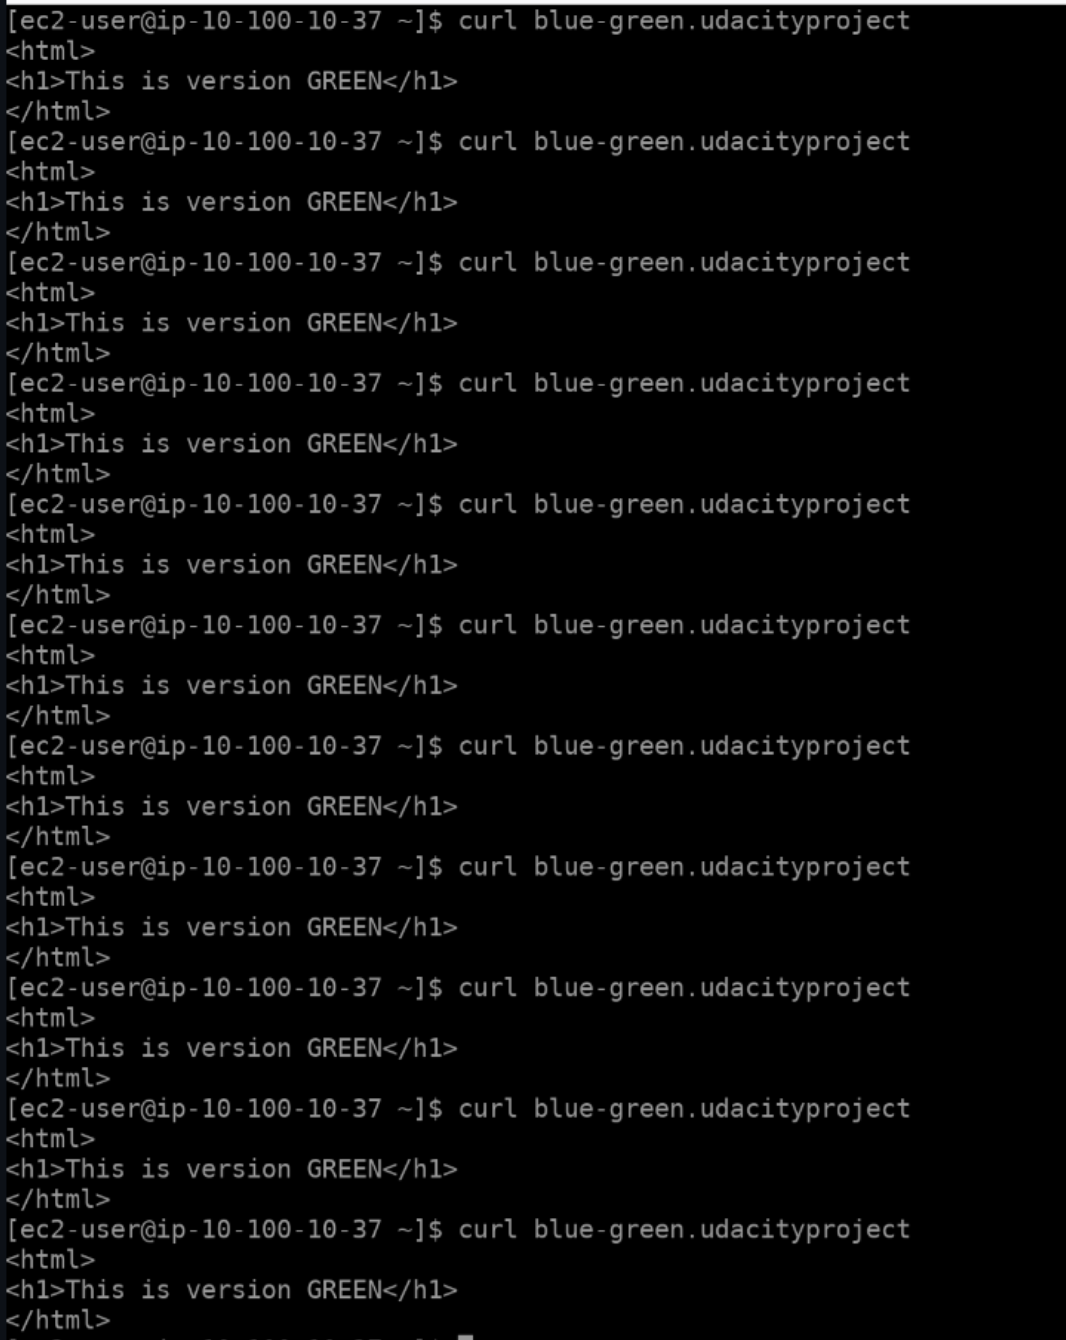 [ec2-user@ip-10-100-10-37 ~]$ curl blue-green.udacityproject
<html>
<h1>This is version GREEN</h1>
</html>
[ec2-user@ip-10-100-10-37 ~]$ curl blue-green.udacityproject
<html>
<h1>This is version GREEN</h1>
</html>
[ec2-user@ip-10-100-10-37 ~]$ curl blue-green.udacityproject
<html>
<h1>This is version GREEN</h1>
</html>
[ec2-user@ip-10-100-10-37 ~]$ curl blue-green.udacityproject
<html>
<h1>This is version GREEN</h1>
</html>
[ec2-user@ip-10-100-10-37 ~]$ curl blue-green.udacityproject
<html>
<h1>This is version GREEN</h1>
</html>
[ec2-user@ip-10-100-10-37 ~]$ curl blue-green.udacityproject
<html>
<h1>This is version GREEN</h1>
</html>
[ec2-user@ip-10-100-10-37 ~]$ curl blue-green.udacityproject
<html>
<h1>This is version GREEN</h1>
</html>
[ec2-user@ip-10-100-10-37 ~]$ curl blue-green.udacityproject
<html>
<h1>This is version GREEN</h1>
</html>
[ec2-user@ip-10-100-10-37 ~]$ curl blue-green.udacityproject
<html>
<h1>This is version GREEN</h1>
</html>
[ec2-user@ip-10-100-10-37 ~]$ curl blue-green.udacityproject
<html>
<h1>This is version GREEN</h1>
</html>
[ec2-user@ip-10-100-10-37 ~]$ curl blue-green.udacityproject
<html>
<h1>This is version GREEN</h1>
</html>